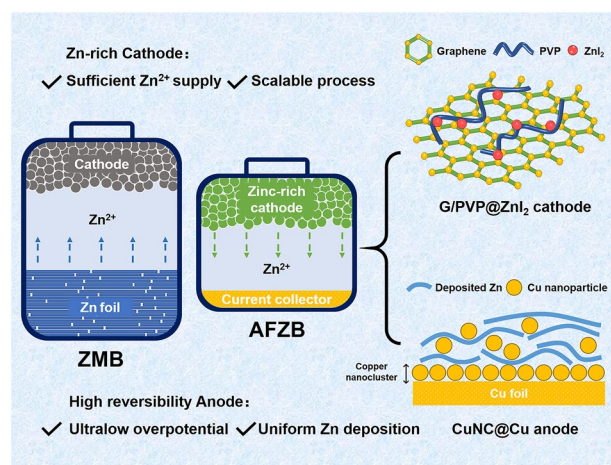 Zn-rich Cathode：
✓ Sufficient Zn²⁺ supply ✓ Scalable process
Graphene PVP ZnI₂
G/PVP@ZnI₂ cathode
Cathode
Zn²⁺
Zn foil
ZMB
Zinc-rich
cathode
Zn²⁺
Current collector
AFZB
Deposited Zn Cu nanoparticle
Copper
nanocluster
Cu foil
CuNC@Cu anode
High reversibility Anode：
✓ Ultralow overpotential ✓ Uniform Zn deposition